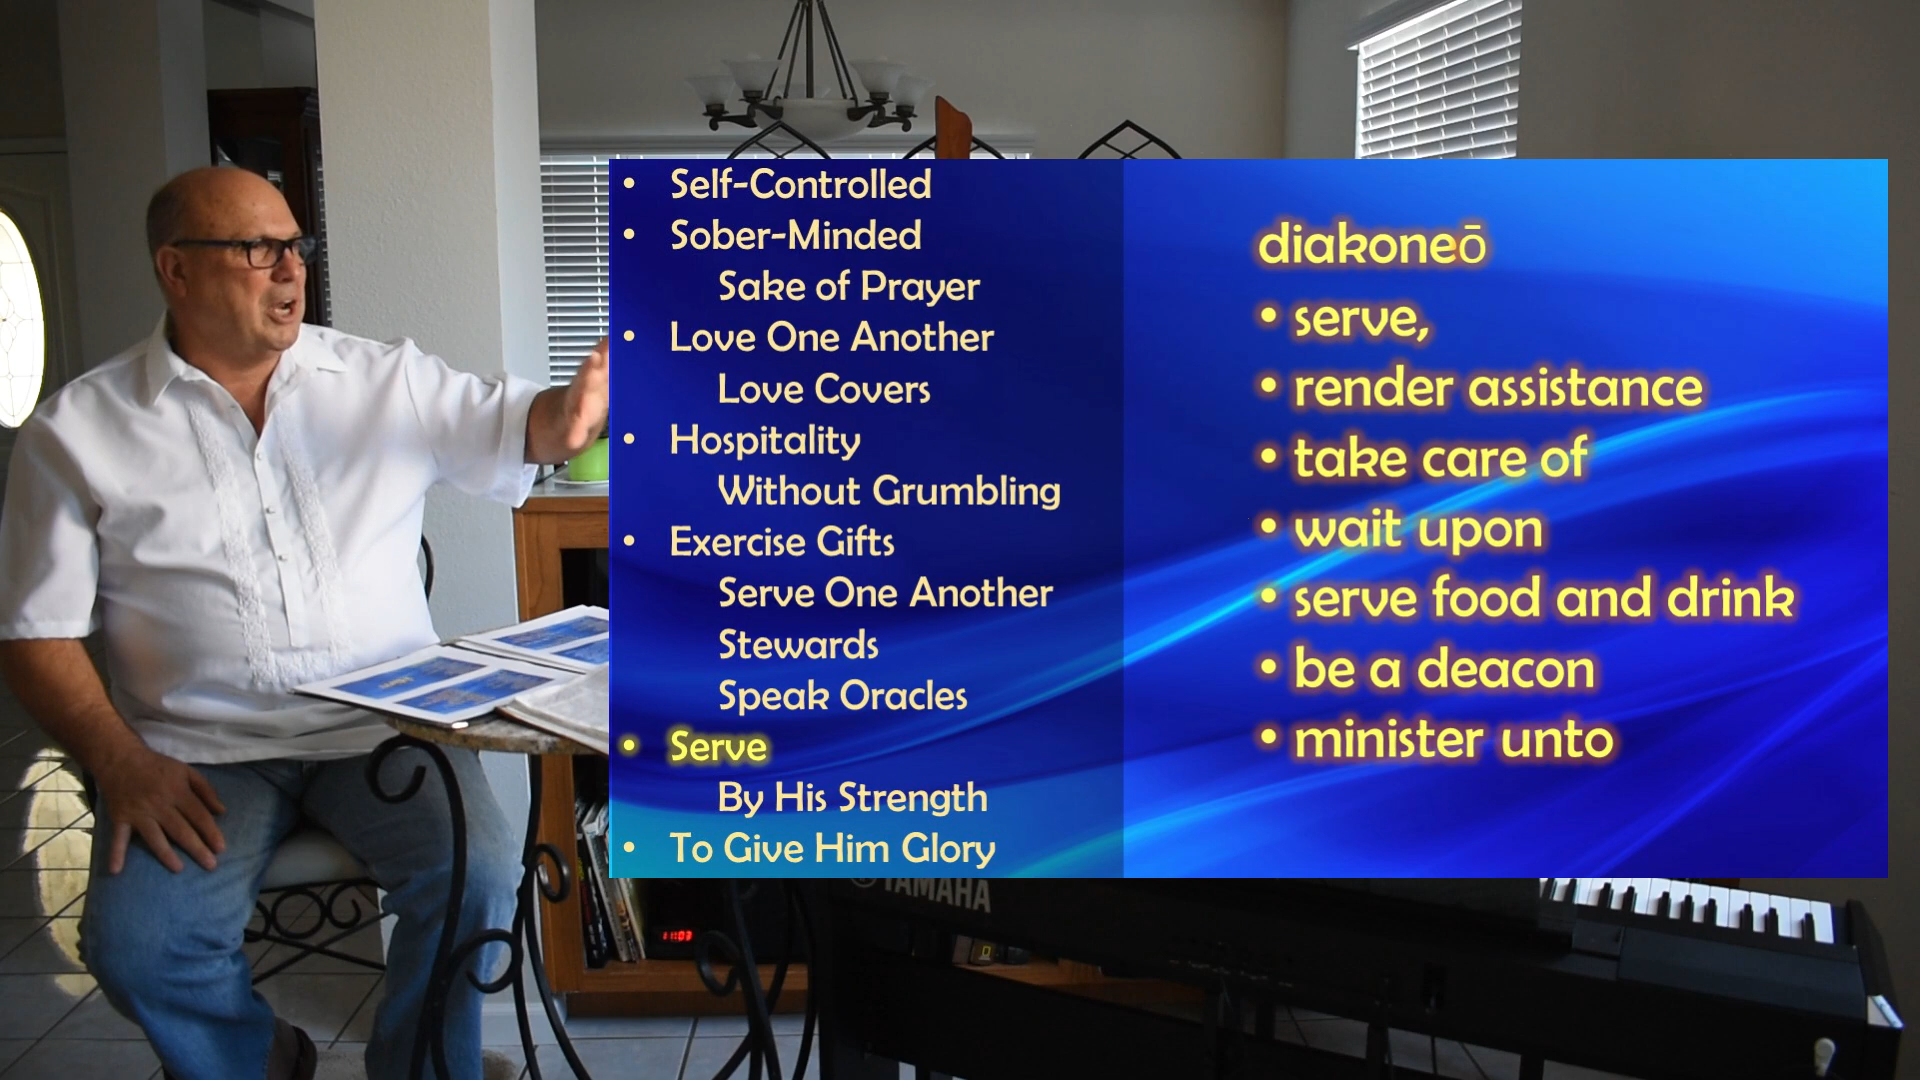 • Self-Controlled
• Sober-Minded
Sake of Prayer
• Love One Another
Love Covers
• Hospitality
Without Grumbling
• Exercise Gifts
Serve One Another
Stewards
Speak Oracles
• Serve
By His Strength
• To Give Him Glory
diakoneō
• serve,
• render assistance
• take care of
• wait upon
• serve food and drink
• be a deacon
• minister unto
YAMAHA
11:03